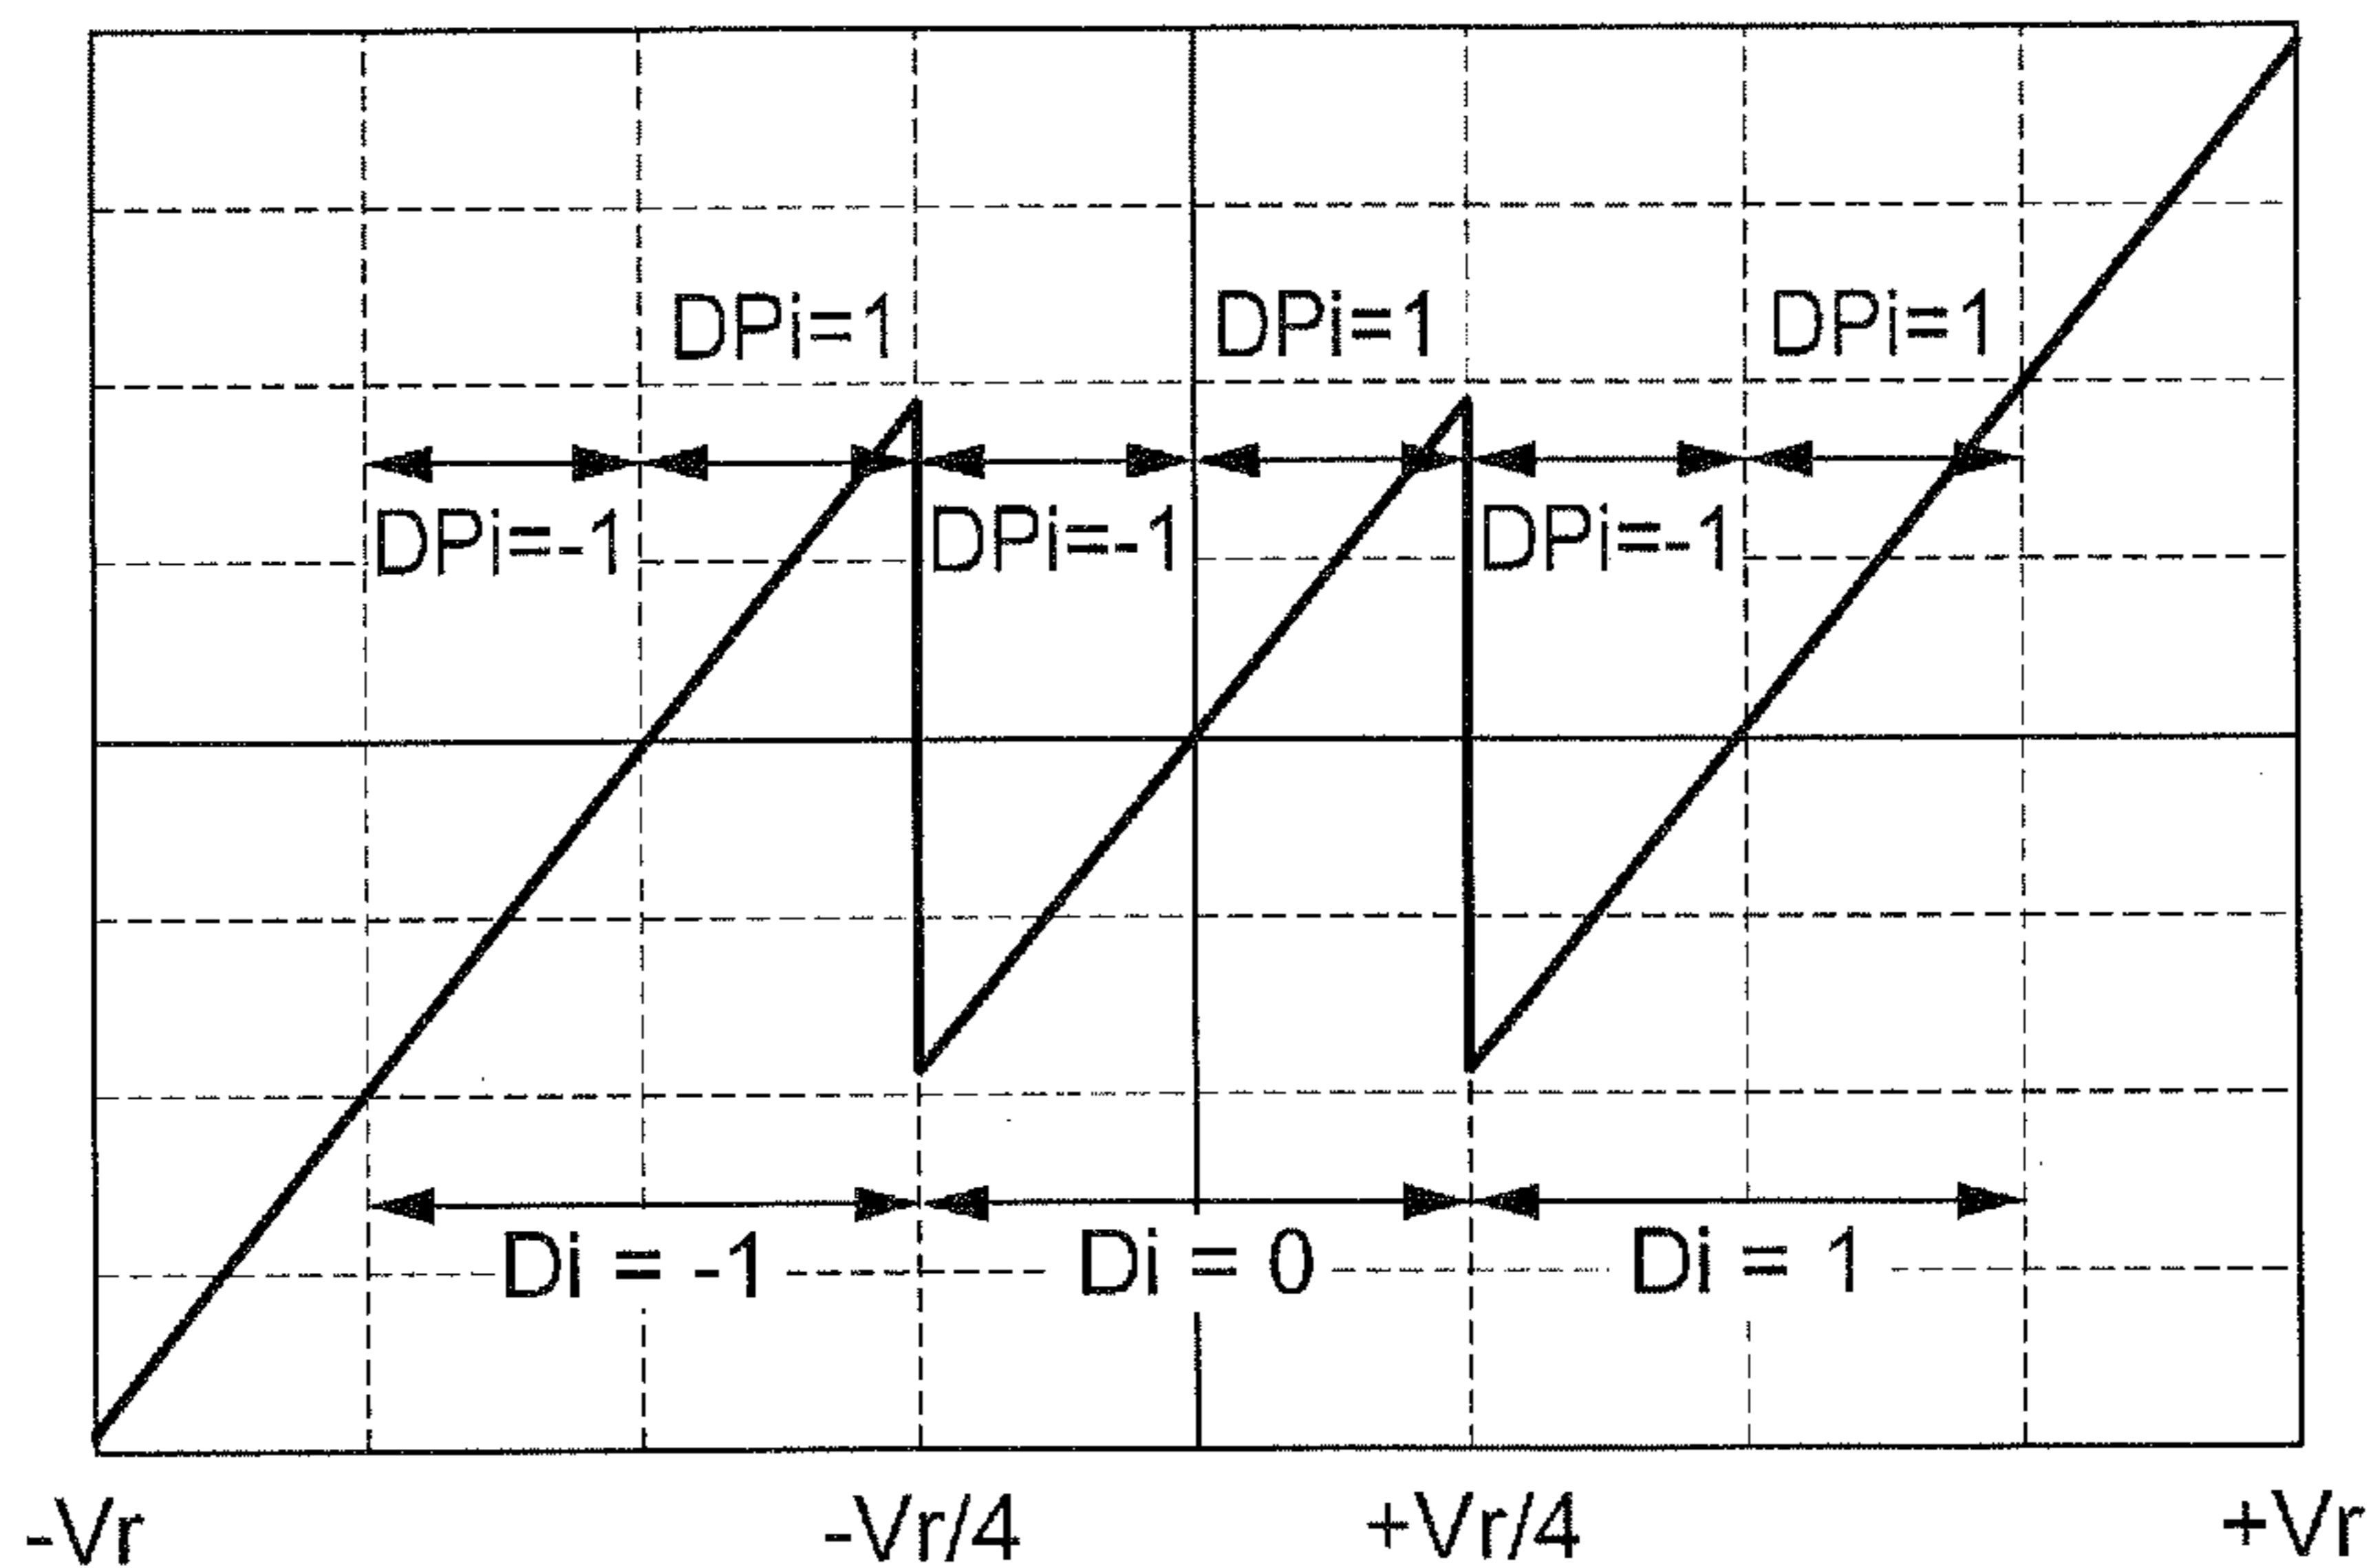 DPi=1 DPi=1 DPi=1
DPi=-1 DPi=-1 DPi=-1
Di = -1 Di = 0 Di = 1
-Vr -Vr/4 +Vr/4 +Vr